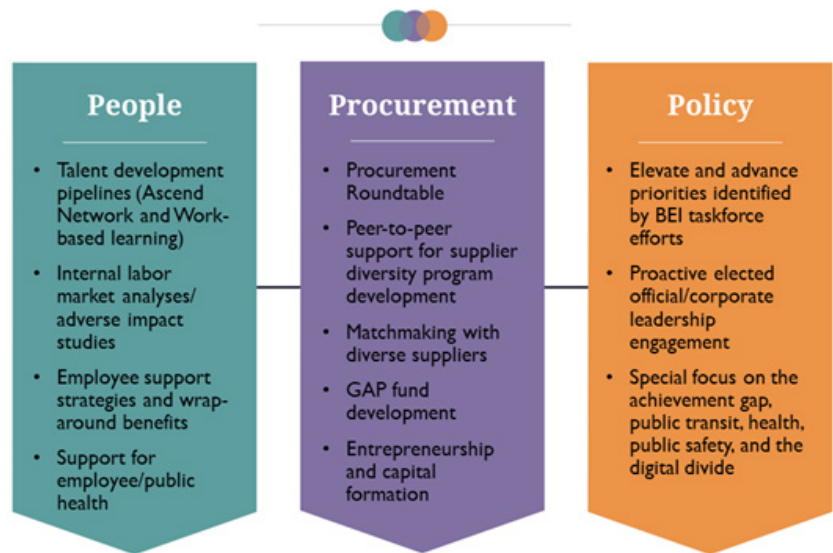 People
• Talent development
pipelines (Ascend
Network and Work-
based learning)
• Internal labor
market analyses/
adverse impact
studies
• Employee support
strategies and wrap-
around benefits
• Support for
employee/public
health
Procurement
• Procurement
Roundtable
• Peer-to-peer
support for supplier
diversity program
development
• Matchmaking with
diverse suppliers
• GAP fund
development
• Entrepreneurship
and capital
formation
Policy
• Elevate and advance
priorities identified
by BEI taskforce
efforts
• Proactive elected
official/corporate
leadership
engagement
• Special focus on the
achievement gap,
public transit, health,
public safety, and the
digital divide